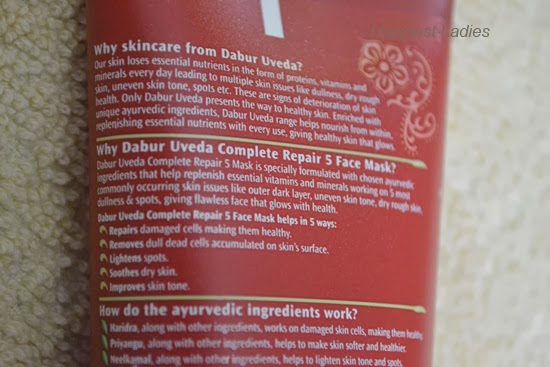 Why skincare from Dabur Uveda?
Our skin loses essential nutrients in the form of proteins, vitamins and
minerals every day leading to multiple skin issues like dullness, dry rough
skin, uneven skin tone, spots etc. These are signs of deterioration of skin
health. Only Dabur Uveda presents the way to healthy skin. Enriched with
unique ayurvedic ingredients, Dabur Uveda range helps nourish from within,
replenishing essential nutrients with every use, giving healthy skin that glows.
Why Dabur Uveda Complete Repair 5 Face Mask?
Dabur Uveda Complete Repair 5 Mask is specially formulated with chosen ayurvedic
ingredients that help replenish essential vitamins and minerals working on 5 most
commonly occurring skin issues like outer dark layer, uneven skin tone, dry rough skin,
dullness & spots, giving flawless face that glows with health.
Dabur Uveda Complete Repair 5 Face Mask helps in 5 ways:
Repairs damaged cells making them healthy.
Removes dull dead cells accumulated on skin's surface.
Lightens spots.
Soothes dry skin.
Improves skin tone.
How do the ayurvedic ingredients work?
Haridra, along with other ingredients, works on damaged skin cells, making them healthy
Priyangu, along with other ingredients, helps to make skin softer and healthier.
Neelkamal, along with other ingredients, helps to lighten skin tone and spots,